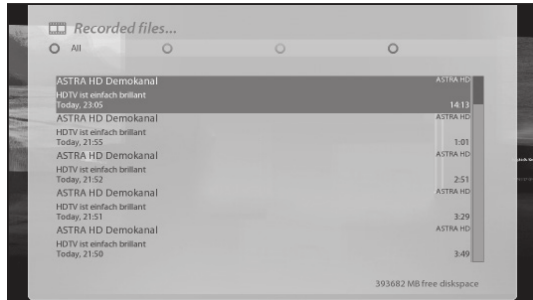 Recorded files...
All
ASTRA HD Demokanal ASTRA HD
HDTV ist einfach brillant
Today, 23:05 14:13
ASTRA HD Demokanal ASTRA HD
HDTV ist einfach brillant
Today, 21:55 1:01
ASTRA HD Demokanal ASTRA HD
HDTV ist einfach brillant
Today, 21:52 2:51
ASTRA HD Demokanal ASTRA HD
HDTV ist einfach brillant
Today, 21:51 3:29
ASTRA HD Demokanal ASTRA HD
HDTV ist einfach brillant
Today, 21:50 3:49
393682 MB free diskspace